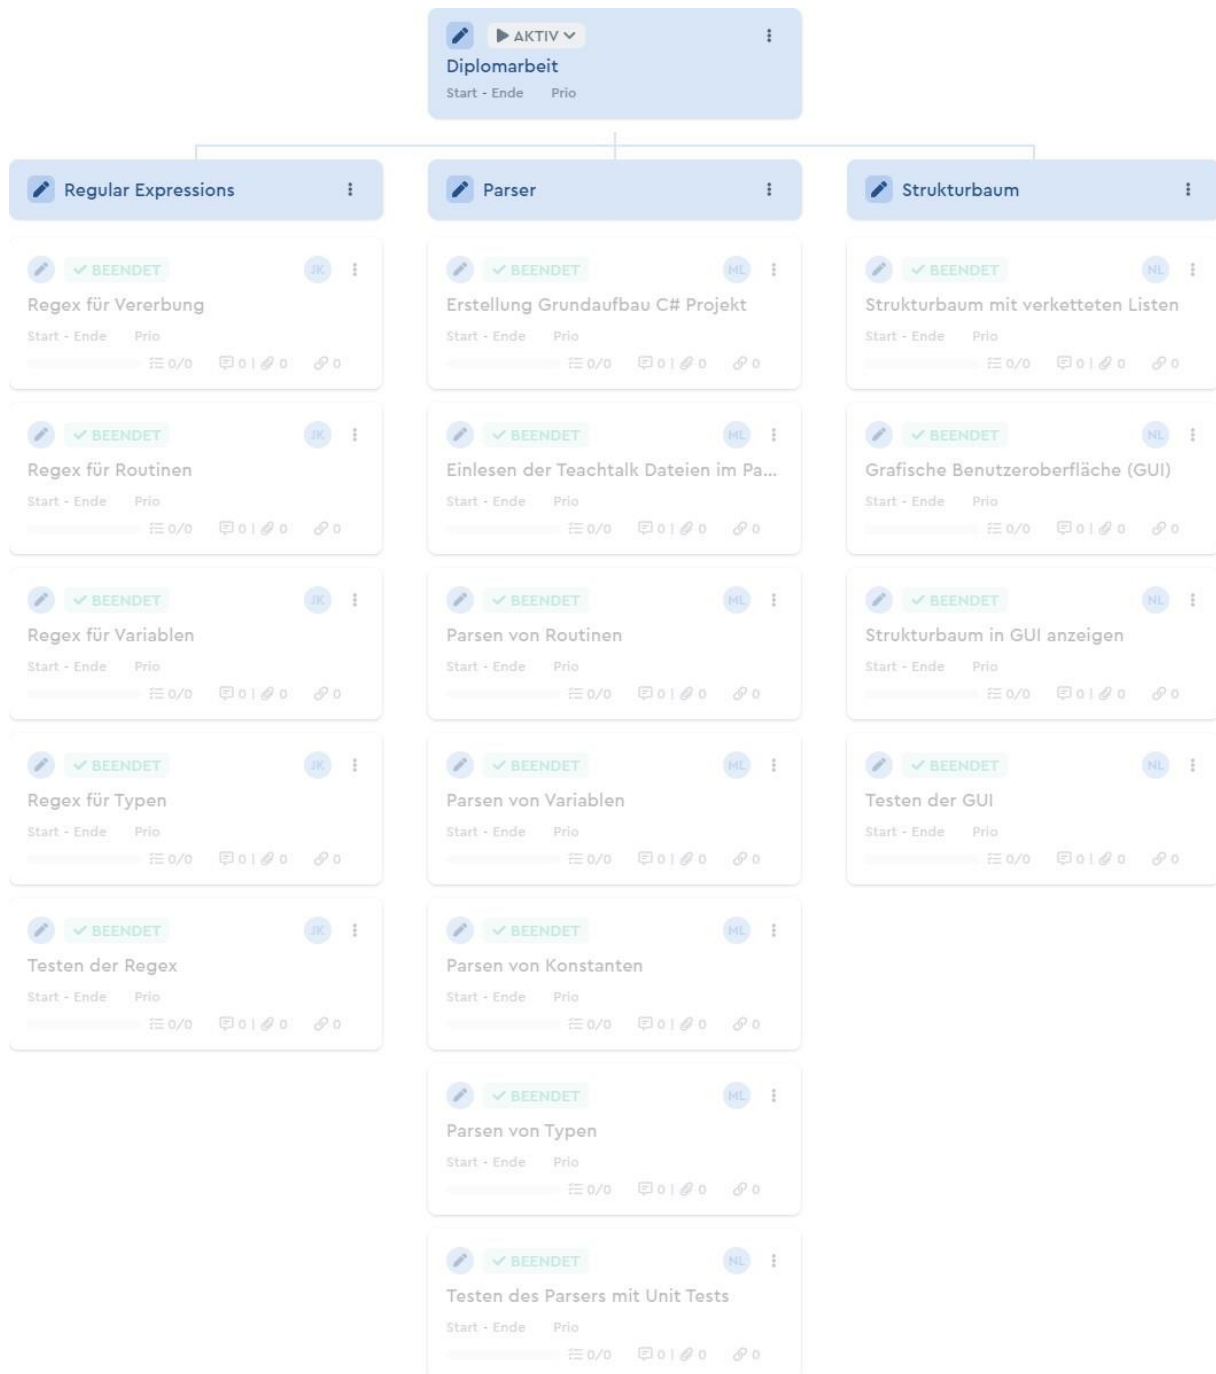 AKTIV
Diplomarbeit
Start - Ende Prio
Regular Expressions
BEENDET JK
Regex für Vererbung
Start - Ende Prio
0/0 0 | 0 0
BEENDET JK
Regex für Routinen
Start - Ende Prio
0/0 0 | 0 0
BEENDET JK
Regex für Variablen
Start - Ende Prio
0/0 0 | 0 0
BEENDET JK
Regex für Typen
Start - Ende Prio
0/0 0 | 0 0
BEENDET JK
Testen der Regex
Start - Ende Prio
0/0 0 | 0 0
Parser
BEENDET ML
Erstellung Grundaufbau C# Projekt
Start - Ende Prio
0/0 0 | 0 0
BEENDET ML
Einlesen der Teachtalk Dateien im Pa...
Start - Ende Prio
0/0 0 | 0 0
BEENDET ML
Parsen von Routinen
Start - Ende Prio
0/0 0 | 0 0
BEENDET ML
Parsen von Variablen
Start - Ende Prio
0/0 0 | 0 0
BEENDET ML
Parsen von Konstanten
Start - Ende Prio
0/0 0 | 0 0
BEENDET ML
Parsen von Typen
Start - Ende Prio
0/0 0 | 0 0
BEENDET NL
Testen des Parsers mit Unit Tests
Start - Ende Prio
0/0 0 | 0 0
Strukturbaum
BEENDET NL
Strukturbaum mit verketteten Listen
Start - Ende Prio
0/0 0 | 0 0
BEENDET NL
Grafische Benutzeroberfläche (GUI)
Start - Ende Prio
0/0 0 | 0 0
BEENDET NL
Strukturbaum in GUI anzeigen
Start - Ende Prio
0/0 0 | 0 0
BEENDET NL
Testen der GUI
Start - Ende Prio
0/0 0 | 0 0